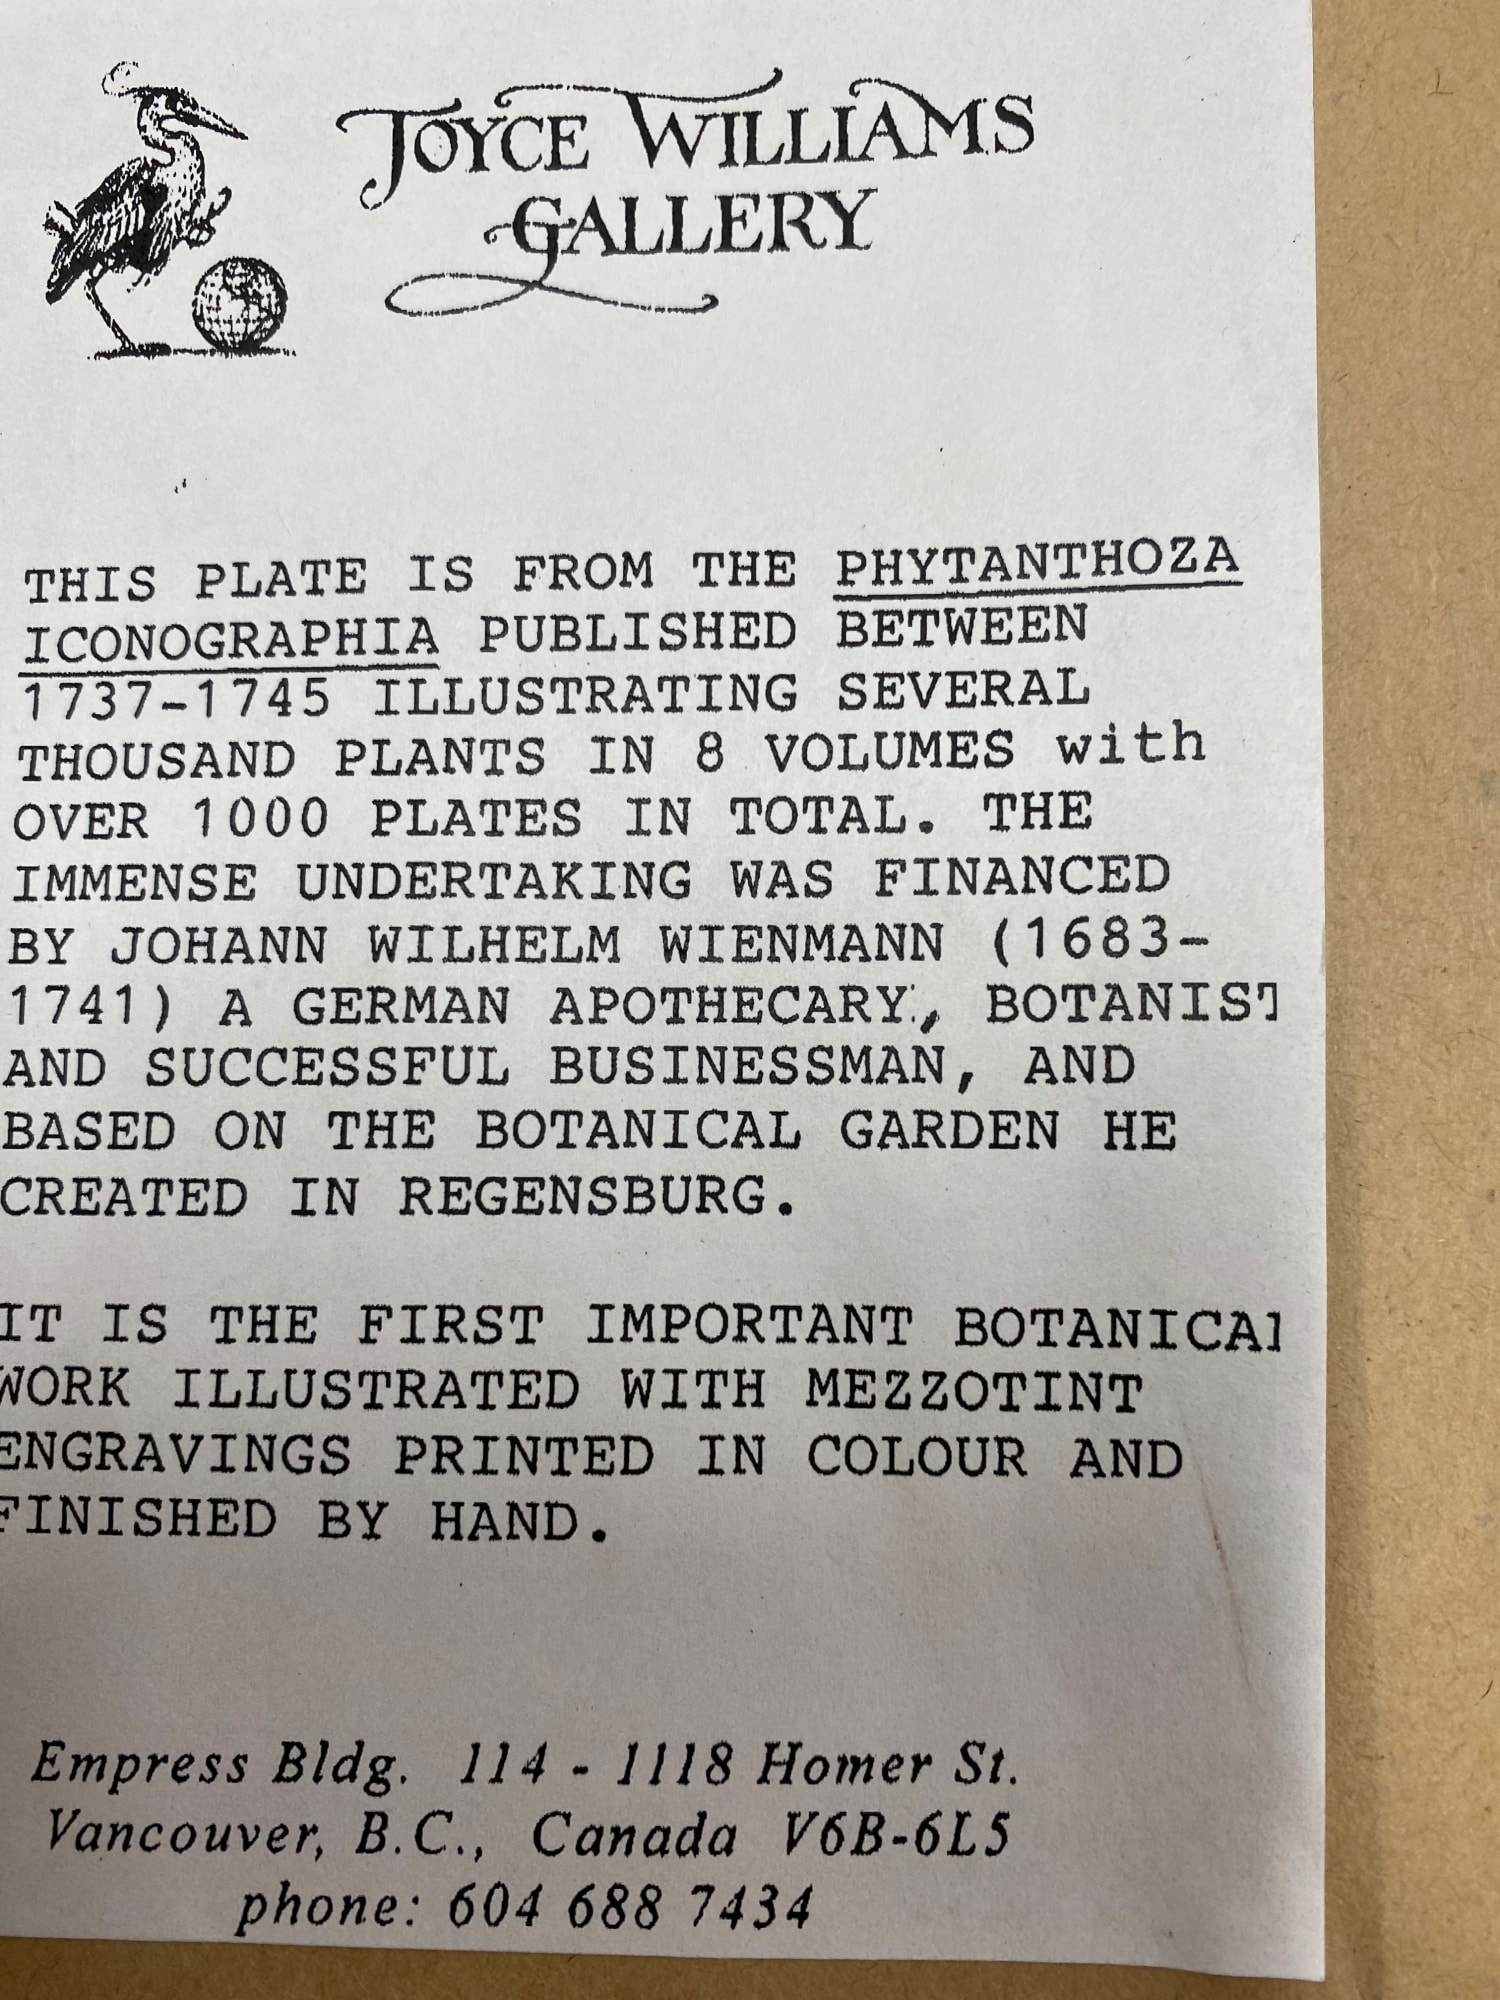 JOYCE WILLIAMS
GALLERY
THIS PLATE IS FROM THE PHYTANTHOZA
ICONOGRAPHIA PUBLISHED BETWEEN
1737-1745 ILLUSTRATING SEVERAL
THOUSAND PLANTS IN 8 VOLUMES with
OVER 1000 PLATES IN TOTAL. THE
IMMENSE UNDERTAKING WAS FINANCED
BY JOHANN WILHELM WIENMANN (1683-
1741) A GERMAN APOTHECARY, BOTANIST
AND SUCCESSFUL BUSINESSMAN, AND
BASED ON THE BOTANICAL GARDEN HE
CREATED IN REGENSBURG.
IT IS THE FIRST IMPORTANT BOTANICAl
WORK ILLUSTRATED WITH MEZZOTINT
ENGRAVINGS PRINTED IN COLOUR AND
FINISHED BY HAND.
Empress Bldg. 114 - 1118 Homer St.
Vancouver, B.C., Canada V6B-6L5
phone: 604 688 7434